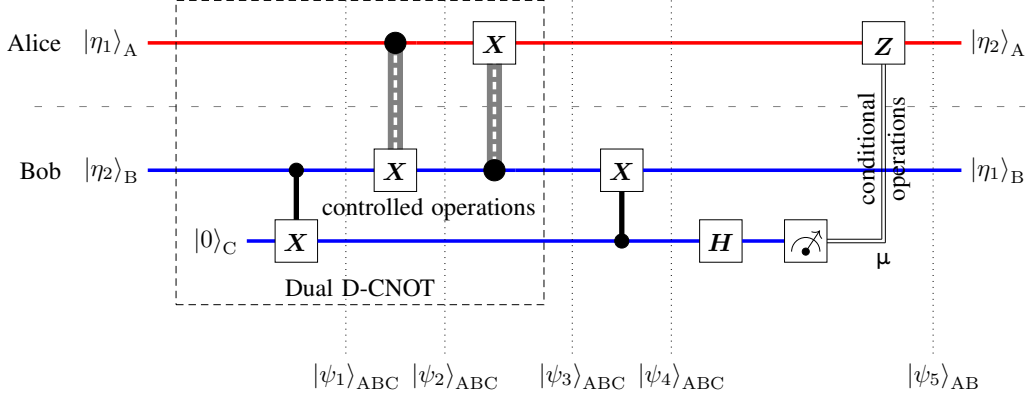 Alice |η₁⟩_A X Z |η₂⟩_A
conditional
operations
Bob |η₂⟩_B X X |η₁⟩_B
controlled operations
|0⟩_C X H
μ
Dual D-CNOT
|ψ₁⟩_ABC |ψ₂⟩_ABC |ψ₃⟩_ABC |ψ₄⟩_ABC |ψ₅⟩_AB